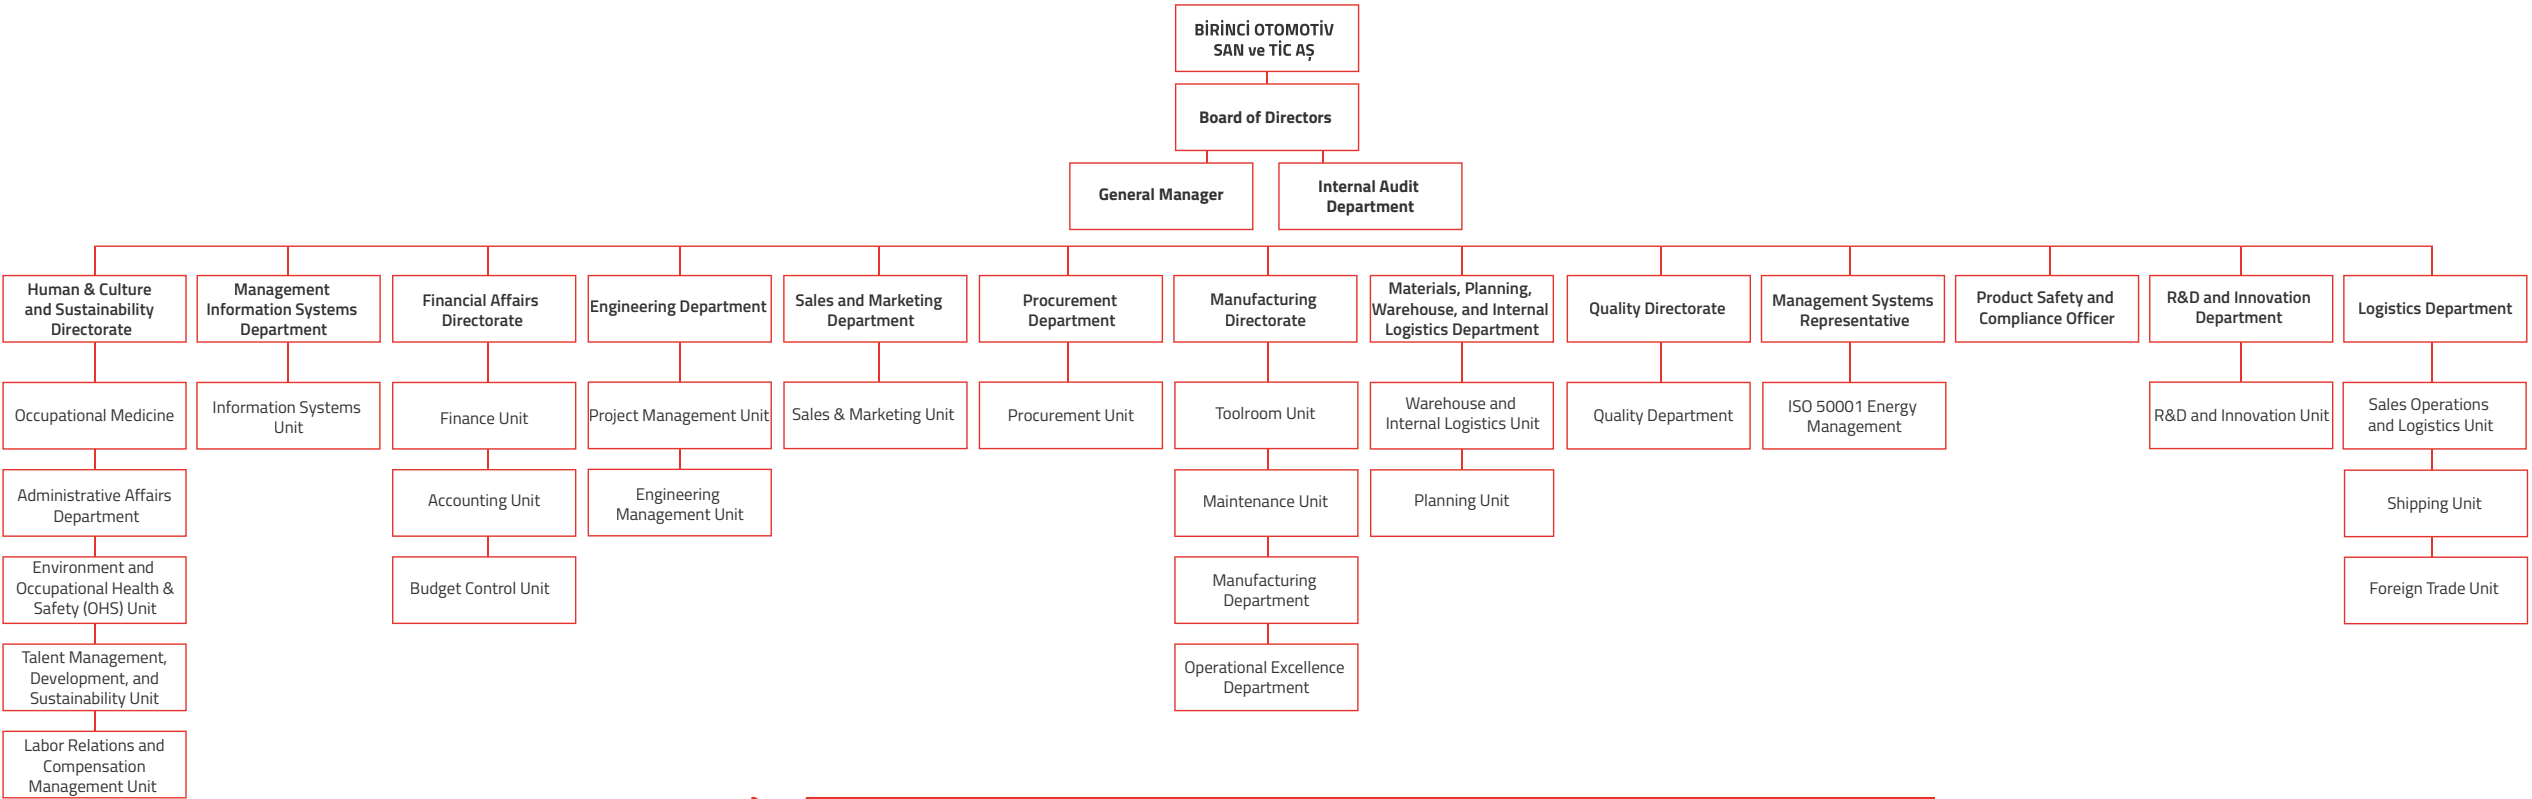 BİRİNCİ OTOMOTİV
SAN ve TİC AŞ
Board of Directors
General Manager
Internal Audit
Department
Human & Culture
and Sustainability
Directorate
Management
Information Systems
Department
Financial Affairs
Directorate
Engineering Department
Sales and Marketing
Department
Procurement
Department
Manufacturing
Directorate
Materials, Planning,
Warehouse, and Internal
Logistics Department
Quality Directorate
Management Systems
Representative
Product Safety and
Compliance Officer
R&D and Innovation
Department
Logistics Department
Occupational Medicine
Information Systems
Unit
Finance Unit
Project Management Unit
Sales & Marketing Unit
Procurement Unit
Toolroom Unit
Warehouse and
Internal Logistics Unit
Quality Department
ISO 50001 Energy
Management
R&D and Innovation Unit
Sales Operations
and Logistics Unit
Administrative Affairs
Department
Accounting Unit
Engineering
Management Unit
Maintenance Unit
Planning Unit
Shipping Unit
Environment and
Occupational Health &
Safety (OHS) Unit
Budget Control Unit
Manufacturing
Department
Foreign Trade Unit
Talent Management,
Development, and
Sustainability Unit
Operational Excellence
Department
Labor Relations and
Compensation
Management Unit